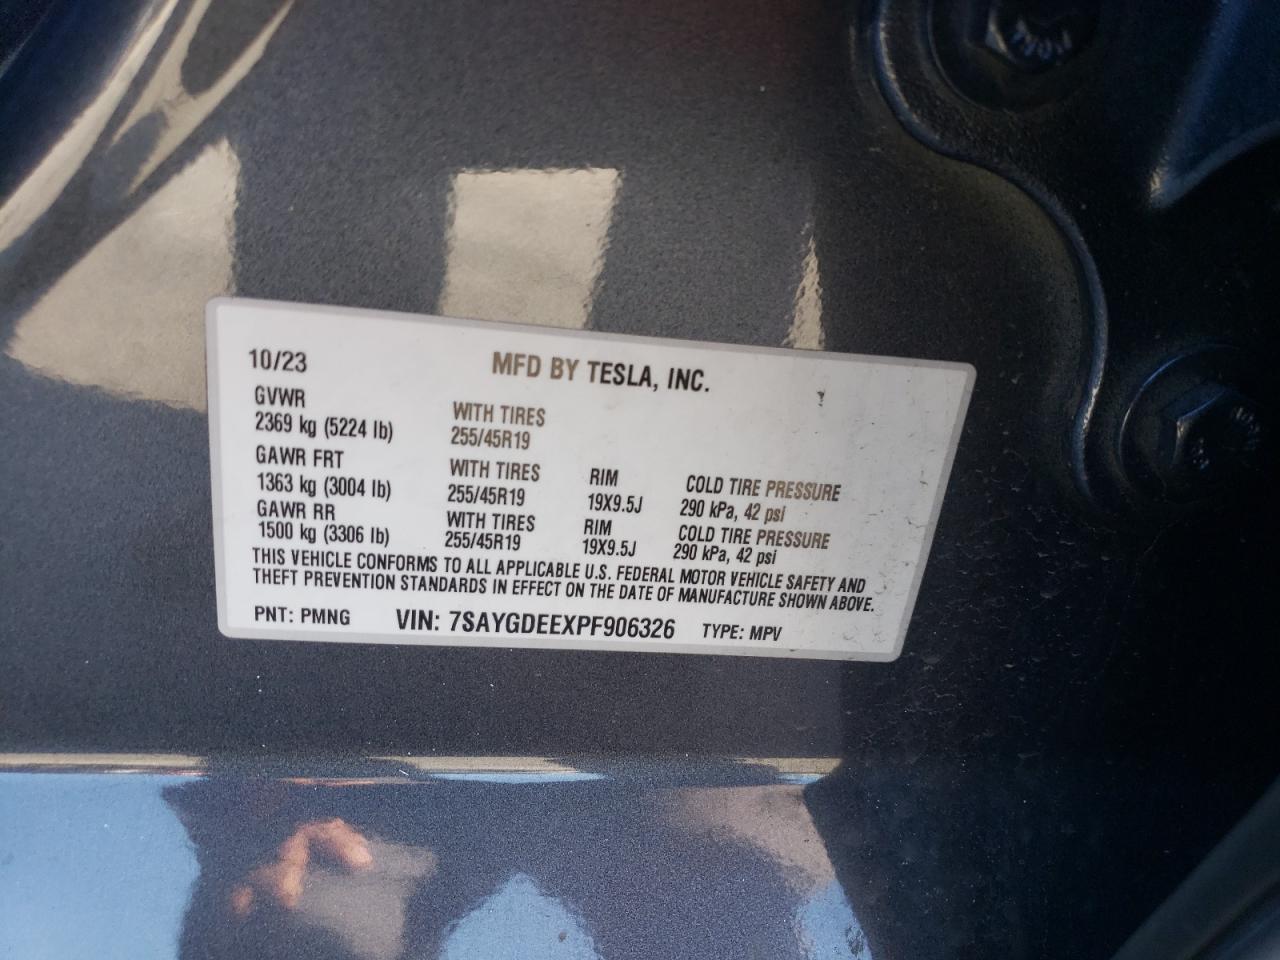 10/23 MFD BY TESLA, INC.
GVWR
2369 kg (5224 lb) WITH TIRES
255/45R19
GAWR FRT WITH TIRES RIM COLD TIRE PRESSURE
1363 kg (3004 lb) 255/45R19 19X9.5J 290 kPa, 42 psi
GAWR RR WITH TIRES RIM COLD TIRE PRESSURE
1500 kg (3306 lb) 255/45R19 19X9.5J 290 kPa, 42 psi
THIS VEHICLE CONFORMS TO ALL APPLICABLE U.S. FEDERAL MOTOR VEHICLE SAFETY AND
THEFT PREVENTION STANDARDS IN EFFECT ON THE DATE OF MANUFACTURE SHOWN ABOVE.
PNT: PMNG VIN: 7SAYGDEEXPF906326 TYPE: MPV